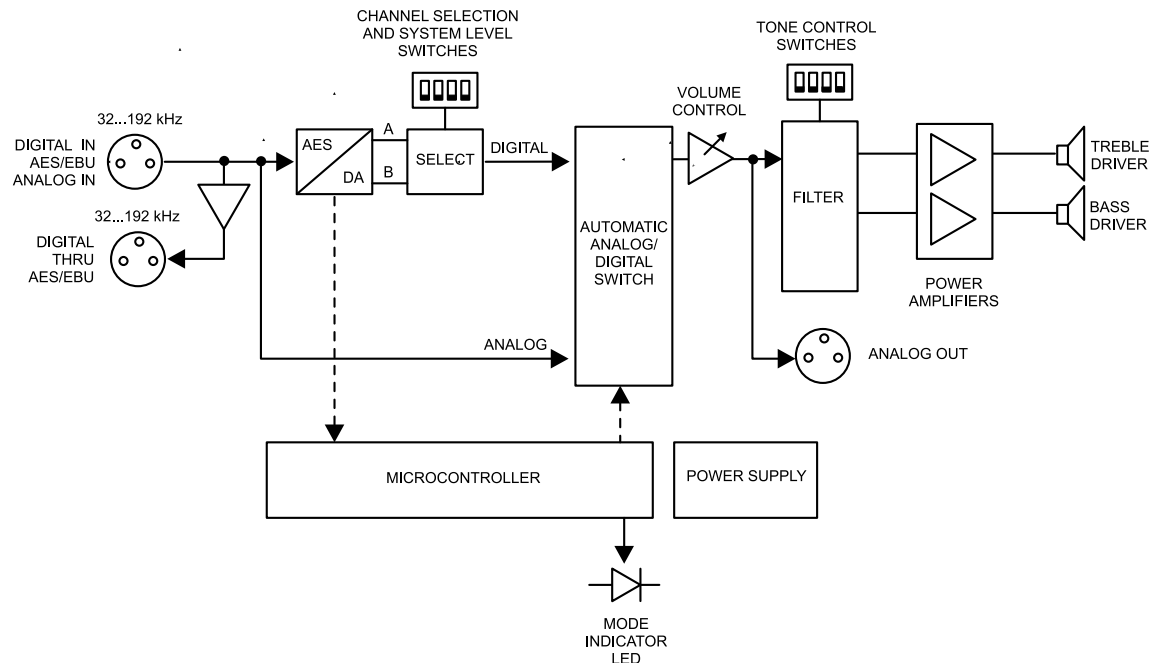 CHANNEL SELECTION
AND SYSTEM LEVEL
SWITCHES
TONE CONTROL
SWITCHES
VOLUME
CONTROL
32...192 kHz
DIGITAL IN
AES/EBU
ANALOG IN
AES
DA
A
B
SELECT
DIGITAL
TREBLE
DRIVER
FILTER
BASS
DRIVER
32...192 kHz
DIGITAL
THRU
AES/EBU
AUTOMATIC
ANALOG/
DIGITAL
SWITCH
POWER
AMPLIFIERS
ANALOG
ANALOG OUT
MICROCONTROLLER
POWER SUPPLY
MODE
INDICATOR
LED